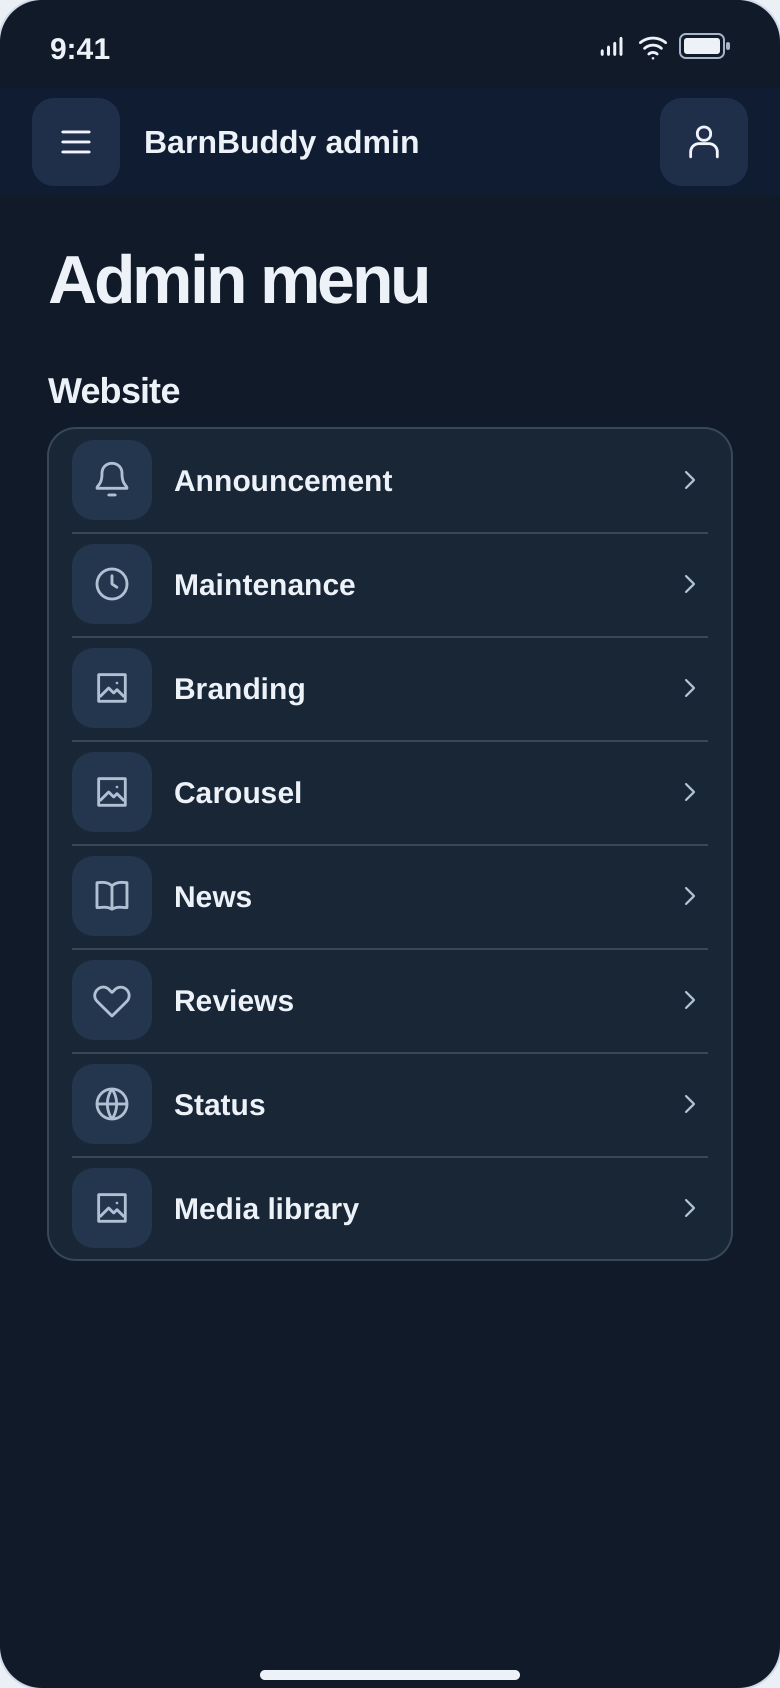 9:41
BarnBuddy admin
Admin menu
Website
Announcement
Maintenance
Branding
Carousel
News
Reviews
Status
Media library